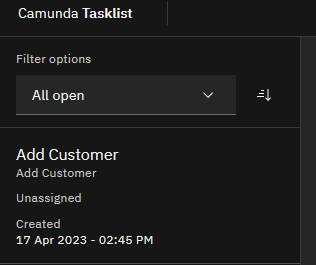 Camunda Tasklist
Filter options
All open
Add Customer
Add Customer
Unassigned
Created
17 Apr 2023 - 02:45 PM